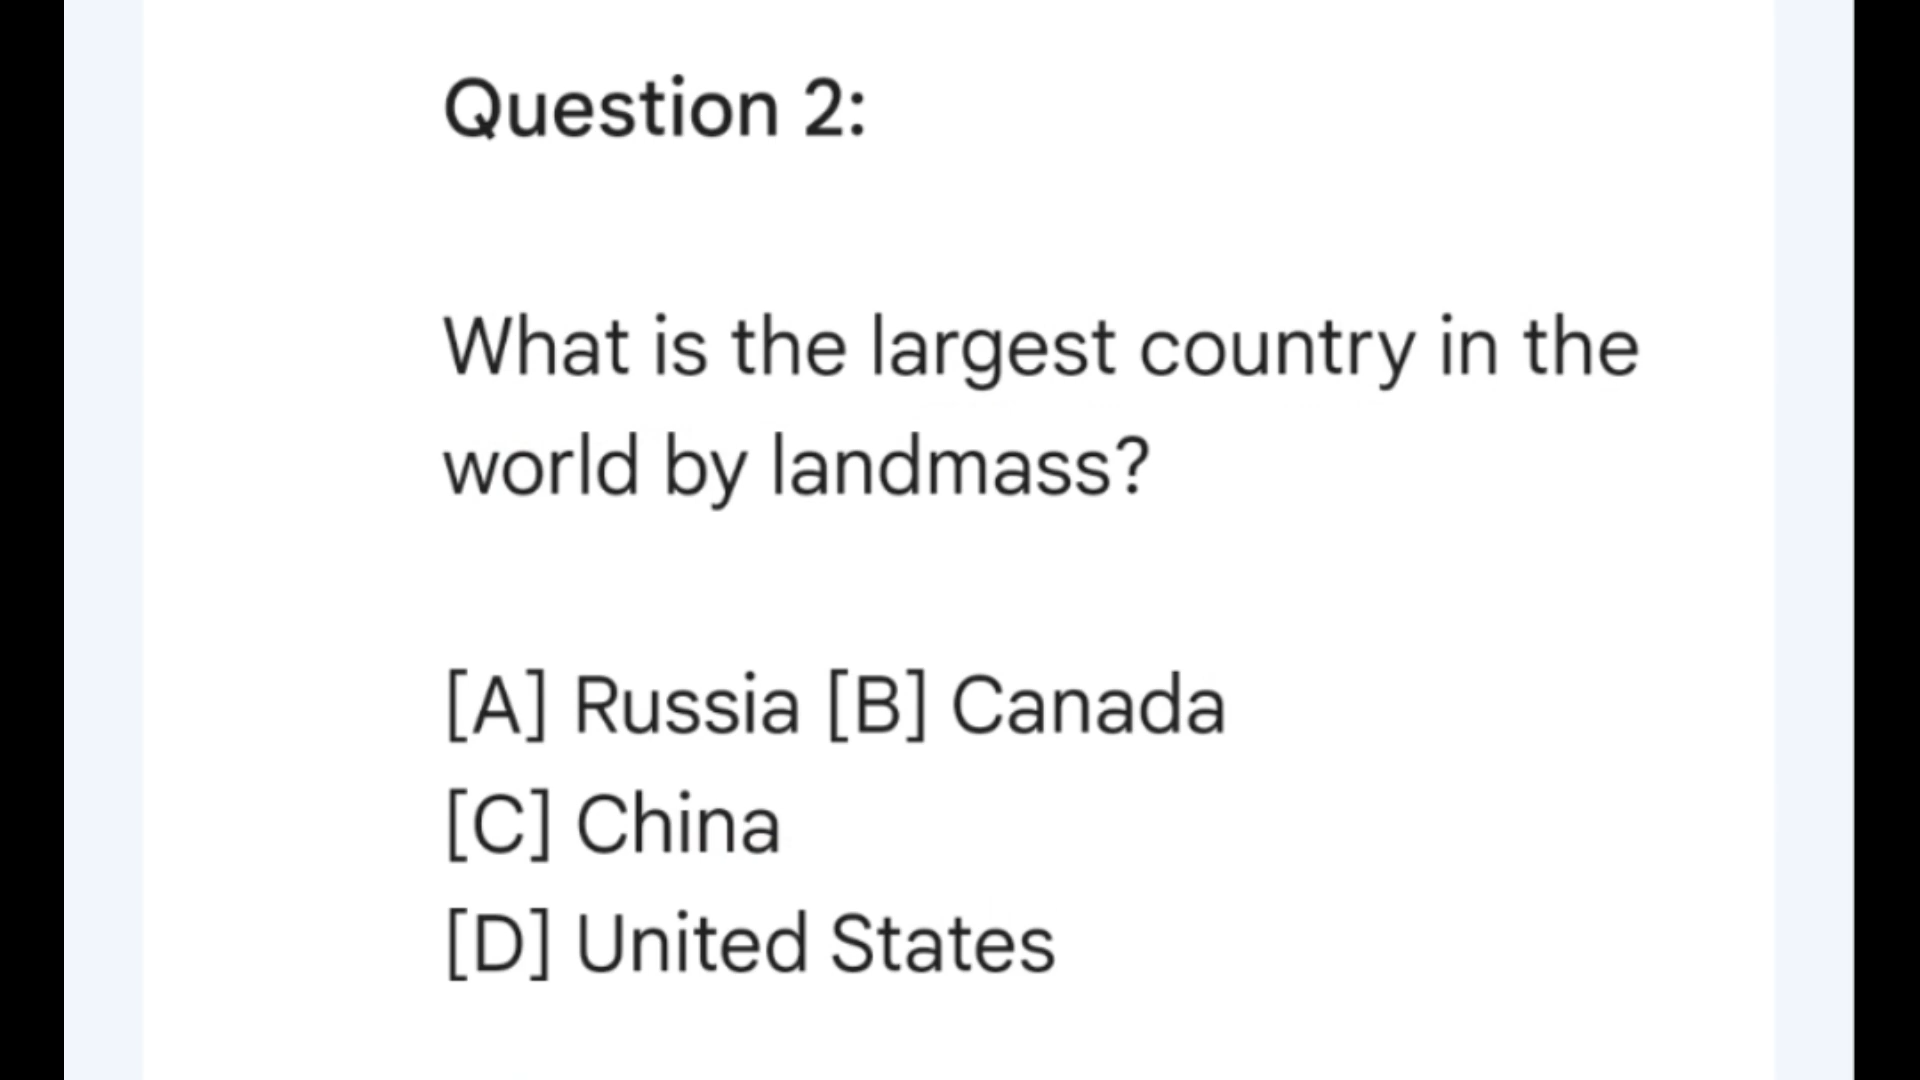 Question 2:
What is the largest country in the
world by landmass?
[A] Russia [B] Canada
[C] China
[D] United States